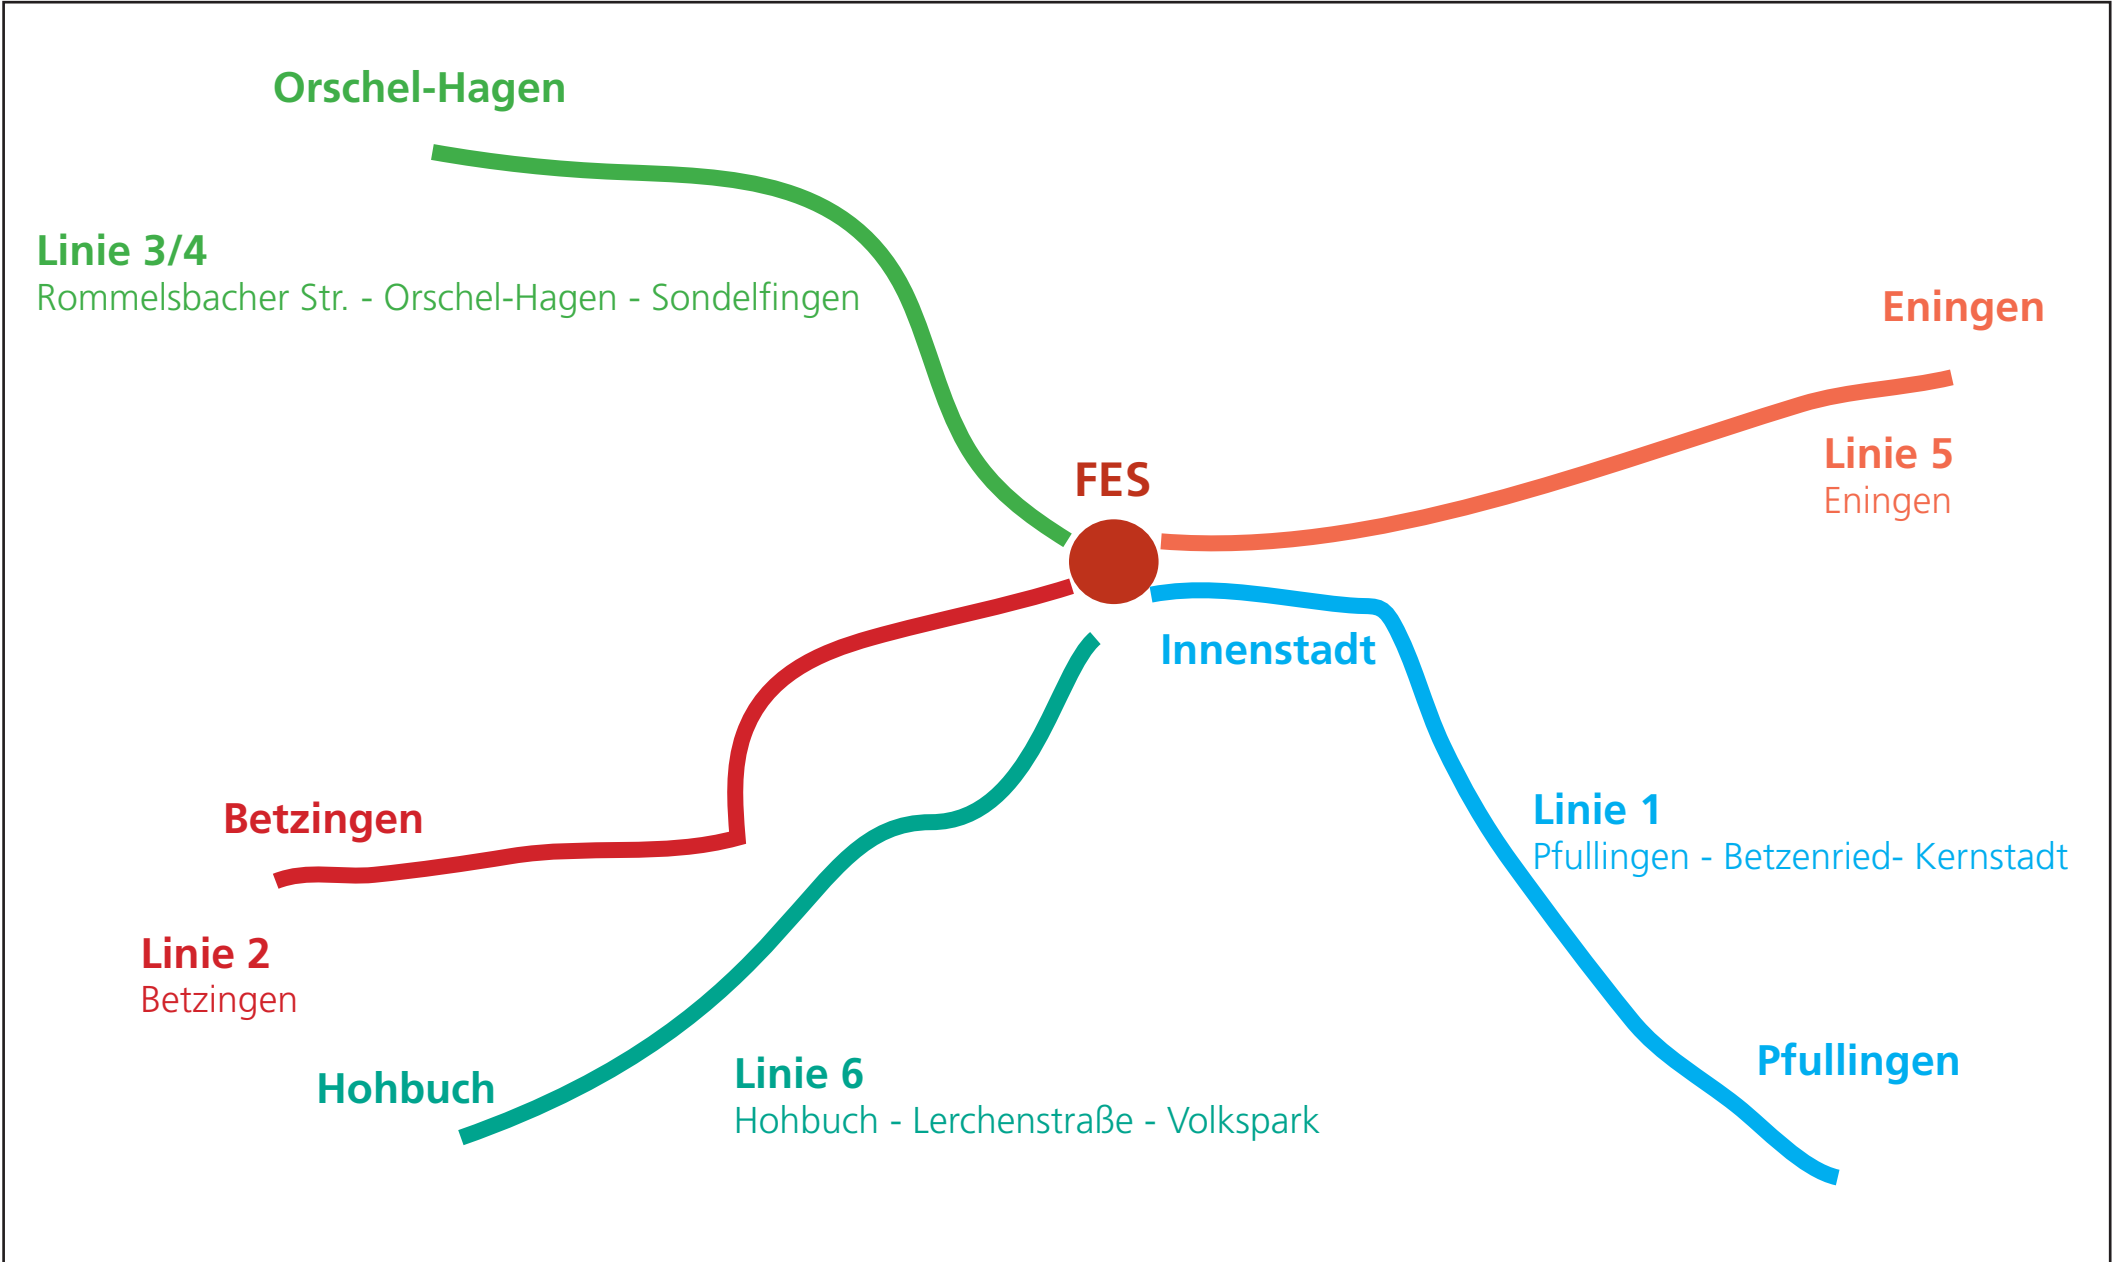 Orschel-Hagen
Linie 3/4
Rommelsbacher Str. - Orschel-Hagen - Sondelfingen
Eningen
Linie 5
Eningen
FES
Innenstadt
Betzingen
Linie 2
Betzingen
Linie 1
Pfullingen - Betzenried- Kernstadt
Pfullingen
Hohbuch
Linie 6
Hohbuch - Lerchenstraße - Volkspark